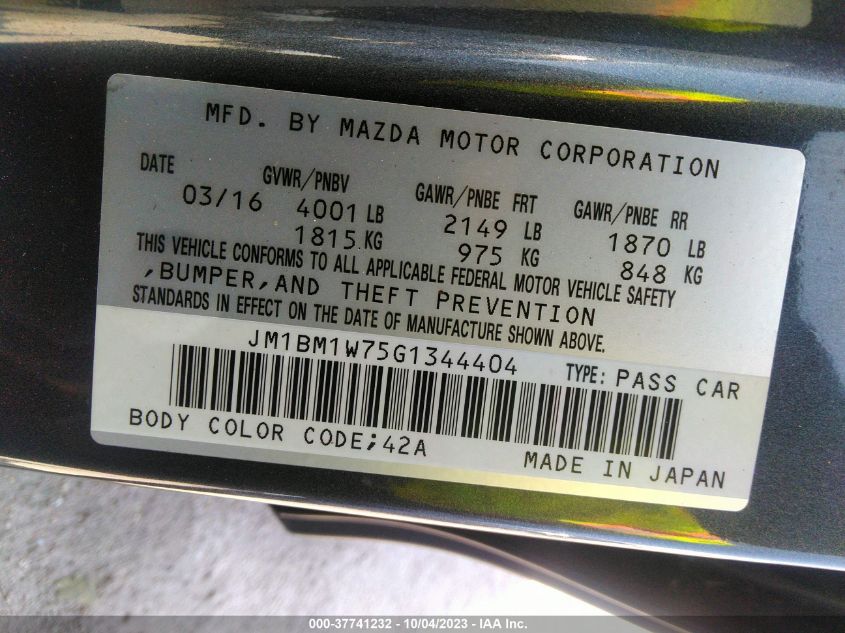 MFD. BY MAZDA MOTOR CORPORATION
DATE GVWR/PNBV GAWR/PNBE FRT GAWR/PNBE RR
03/16 4001 LB 2149 LB 1870 LB
1815 KG 975 KG 848 KG
THIS VEHICLE CONFORMS TO ALL APPLICABLE FEDERAL MOTOR VEHICLE SAFETY
,BUMPER,AND THEFT PREVENTION
STANDARDS IN EFFECT ON THE DATE OF MANUFACTURE SHOWN ABOVE.
JM1BM1W75G1344404 TYPE: PASS CAR
BODY COLOR CODE;42A MADE IN JAPAN
000-37741232 - 10/04/2023 - IAA Inc.